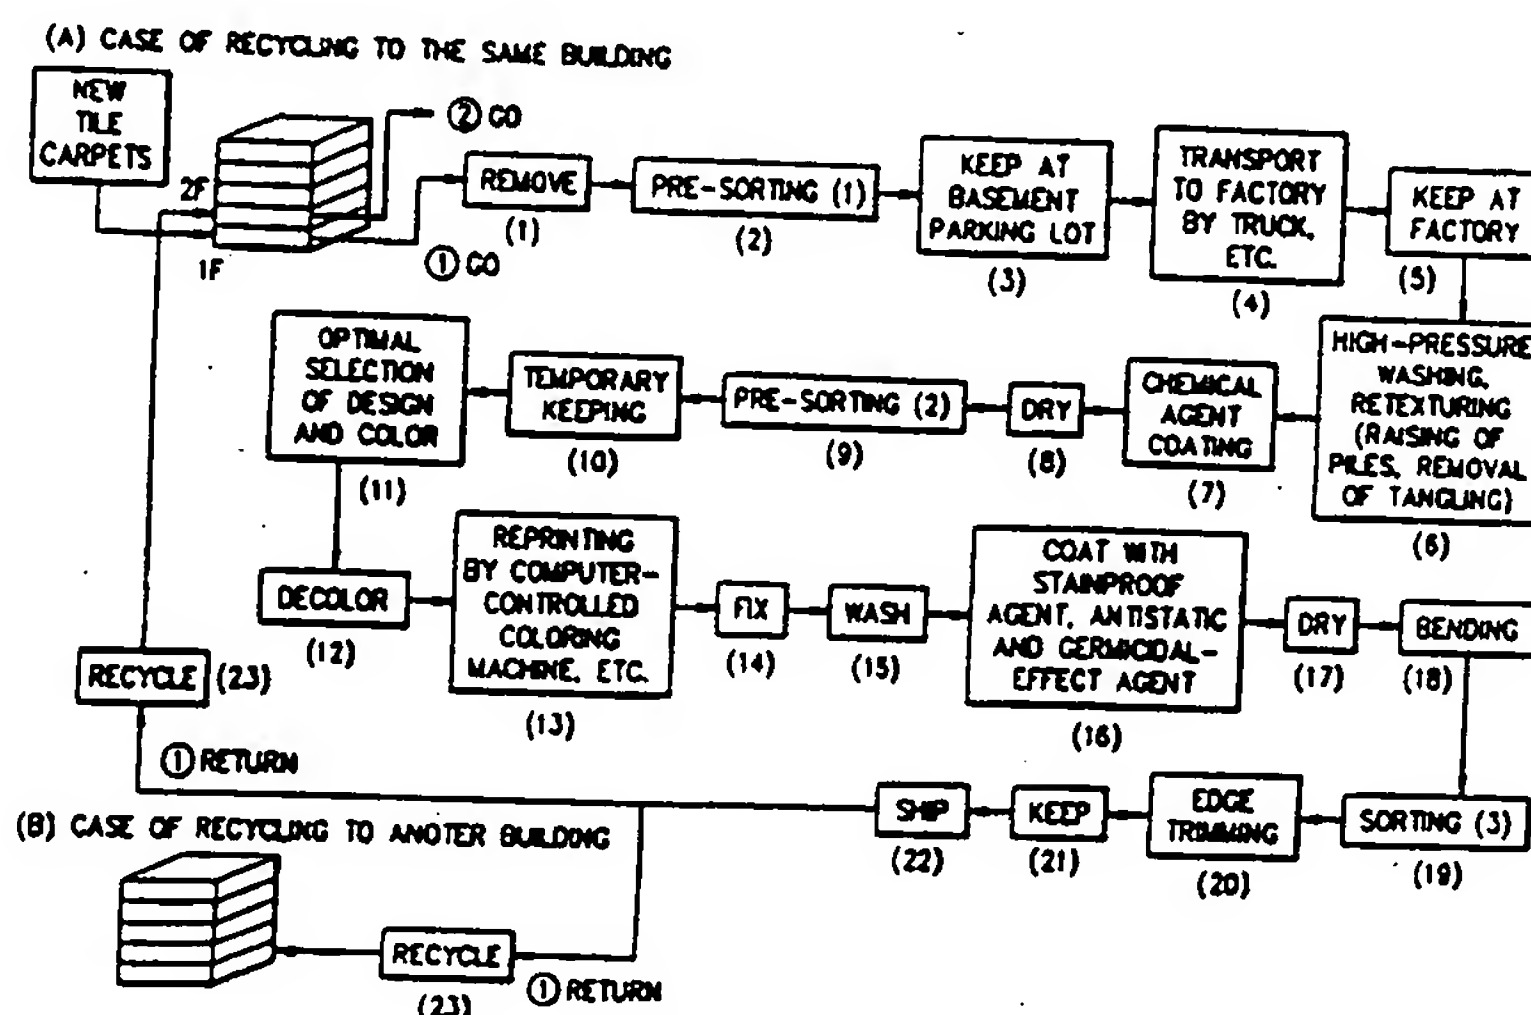 (A) CASE OF RECYCLING TO THE SAME BUILDING
NEW
TILE
CARPETS
2F
1F
② GO
① GO
REMOVE
(1)
PRE-SORTING (1)
(2)
KEEP AT
BASEMENT
PARKING LOT
(3)
TRANSPORT
TO FACTORY
BY TRUCK,
ETC.
(4)
KEEP AT
FACTORY
(5)
HIGH-PRESSURE
WASHING,
RETEXTURING
(RAISING OF
PILES, REMOVAL
OF TANGLING)
(6)
CHEMICAL
AGENT
COATING
(7)
DRY
(8)
PRE-SORTING (2)
(9)
TEMPORARY
KEEPING
(10)
OPTIMAL
SELECTION
OF DESIGN
AND COLOR
(11)
DECOLOR
(12)
REPRINTING
BY COMPUTER-
CONTROLLED
COLORING
MACHINE, ETC.
(13)
FIX
(14)
WASH
(15)
COAT WITH
STAINPROOF
AGENT, ANTISTATIC
AND GERMICIDAL-
EFFECT AGENT
(16)
DRY
(17)
BENDING
(18)
SORTING (3)
(19)
EDGE
TRIMMING
(20)
KEEP
(21)
SHIP
(22)
RECYCLE (23)
① RETURN
(B) CASE OF RECYCLING TO ANOTER BUILDING
RECYCLE
(23)
① RETURN